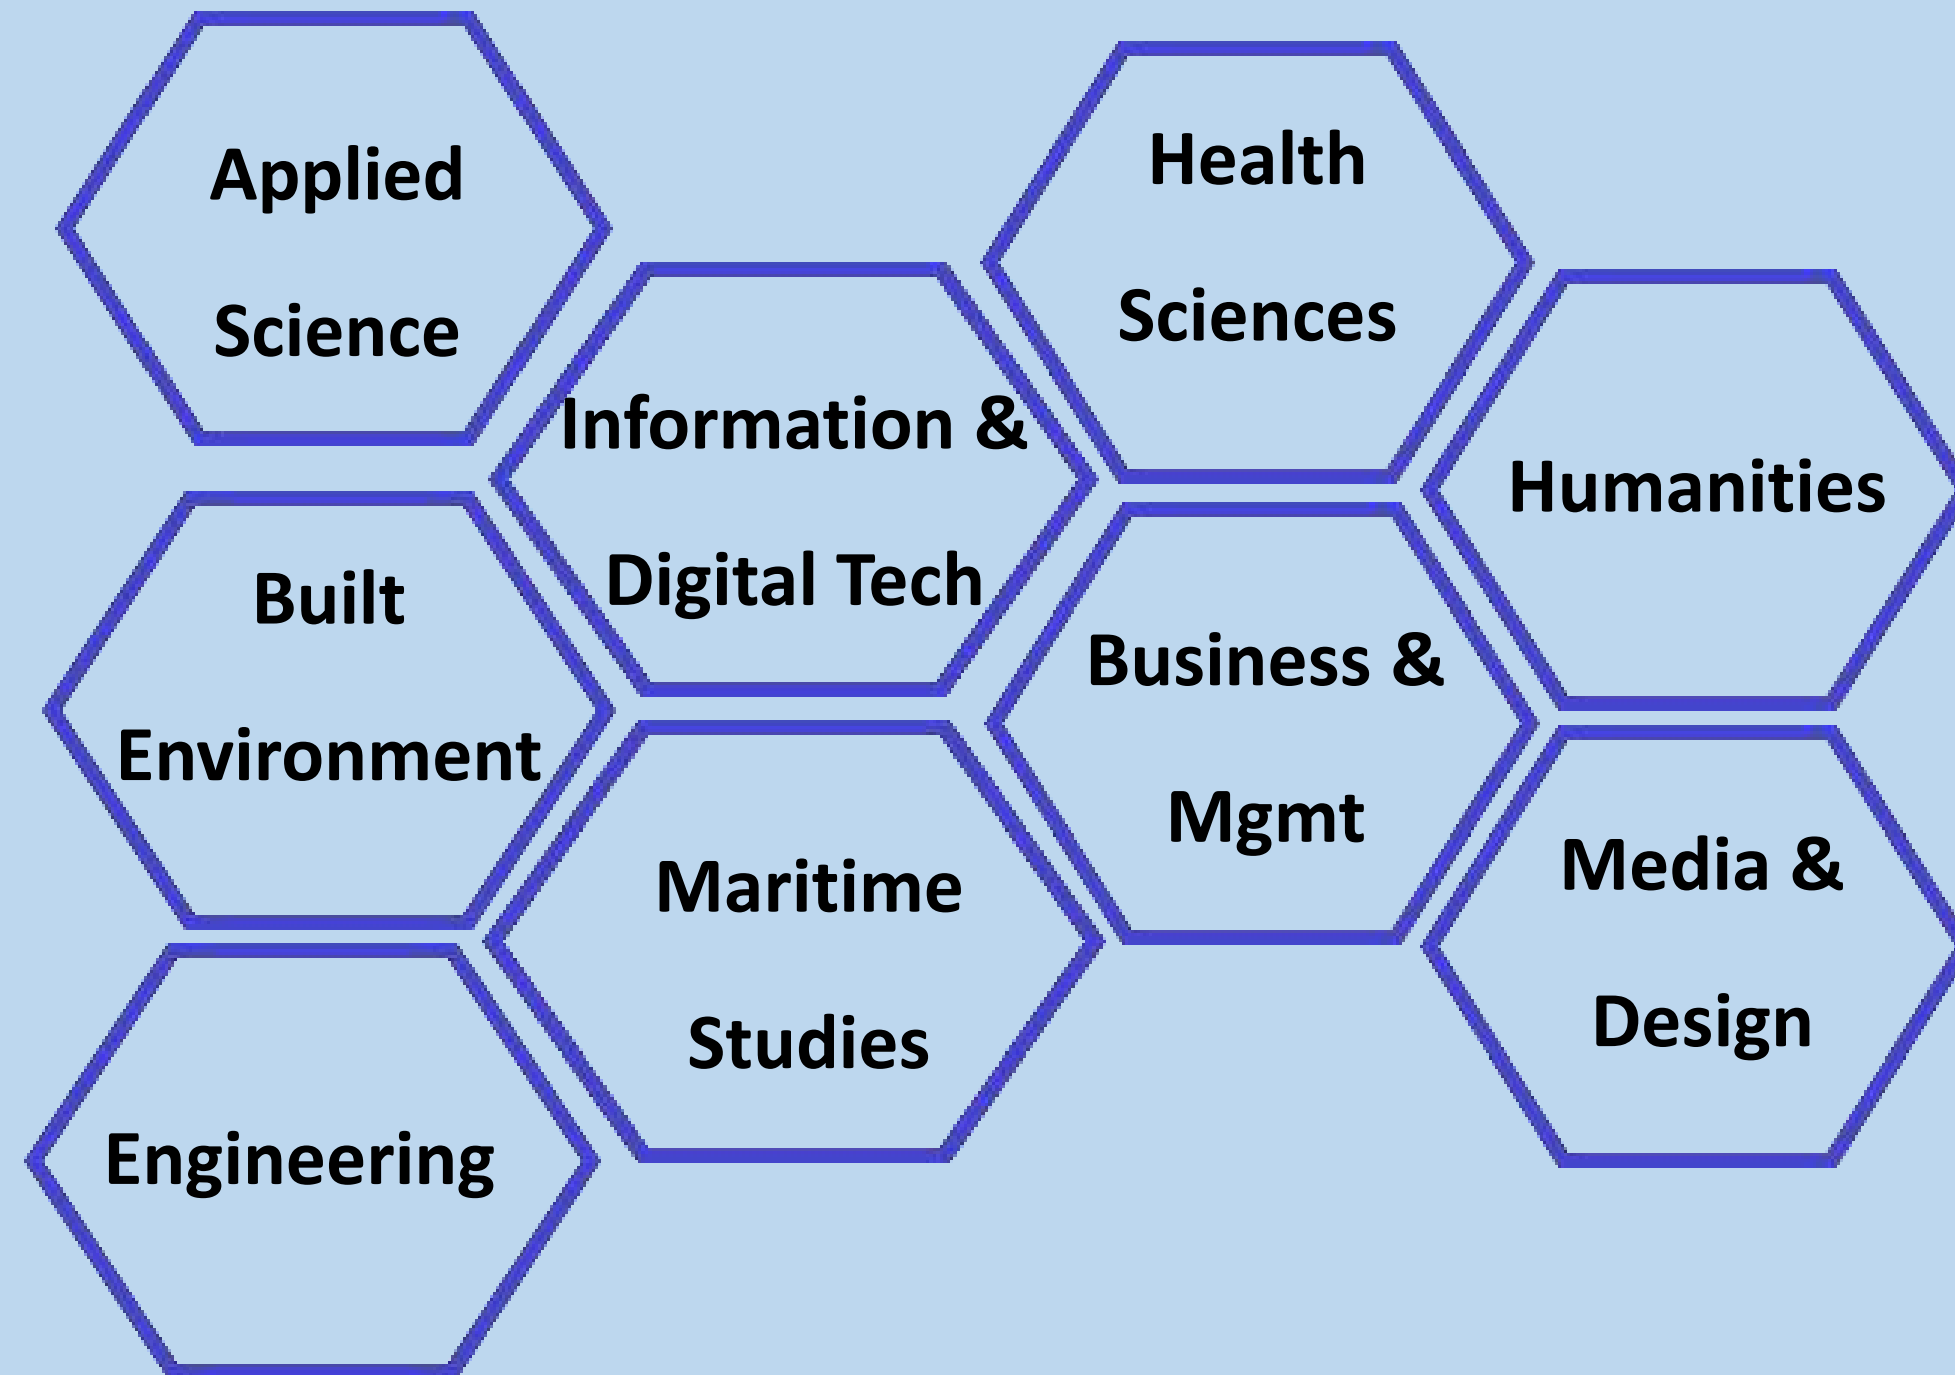 Applied
Science
Built
Environment
Engineering
Information &
Digital Tech
Maritime
Studies
Health
Sciences
Business &
Mgmt
Humanities
Media &
Design